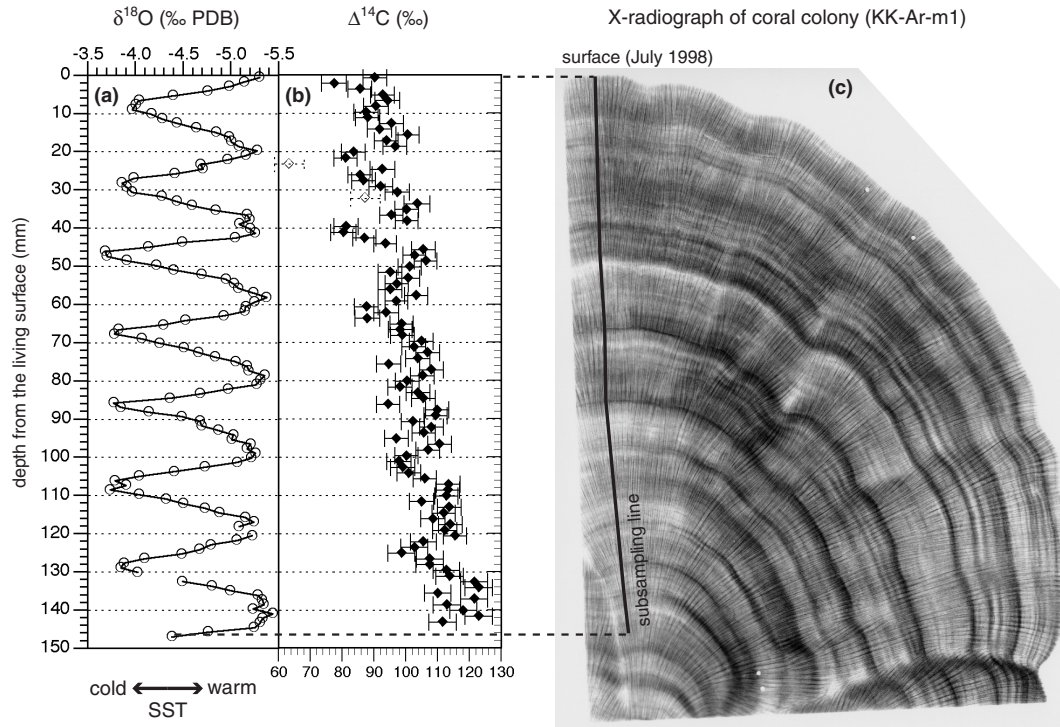 δ18O (‰ PDB)
Δ14C (‰)
X-radiograph of coral colony (KK-Ar-m1)
-3.5 -4.0 -4.5 -5.0 -5.5
surface (July 1998)
(a)
(b)
(c)
depth from the living surface (mm)
0
10
20
30
40
50
60
70
80
90
100
110
120
130
140
150
subsampling line
60 70 80 90 100 110 120 130
cold warm
SST